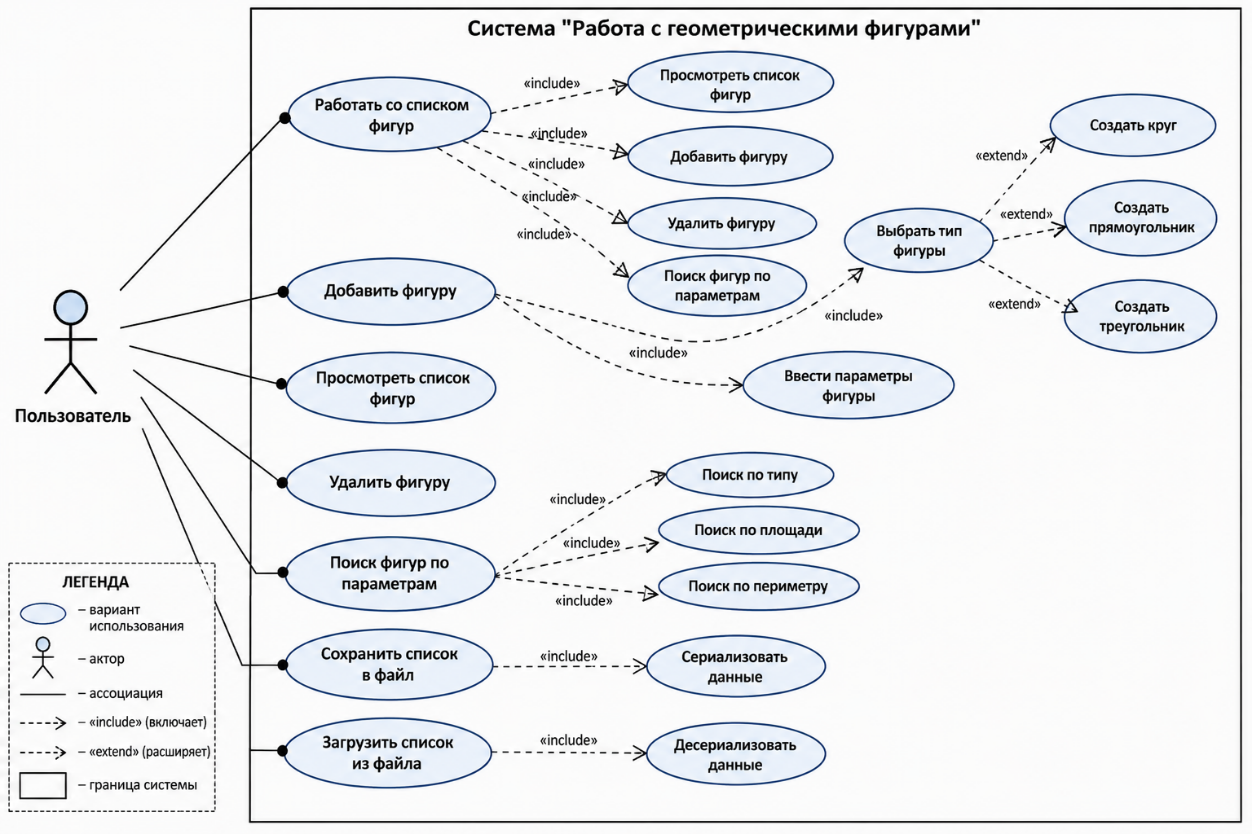 Система "Работа с геометрическими фигурами"
Работать со списком
фигур
«include»
«include»
«include»
«include»
«include»
Просмотреть список
фигур
Добавить фигуру
Удалить фигуру
Поиск фигур по
параметрам
Выбрать тип
фигуры
«extend»
«extend»
«extend»
Создать круг
Создать
прямоугольник
Создать
треугольник
Пользователь
Добавить фигуру
«include»
«include»
Ввести параметры
фигуры
Просмотреть список
фигур
Удалить фигуру
Поиск фигур по
параметрам
«include»
«include»
«include»
Поиск по типу
Поиск по площади
Поиск по периметру
Сохранить список
в файл
«include»
Сериализовать
данные
Загрузить список
из файла
«include»
Десериализовать
данные
ЛЕГЕНДА
– вариант
использования
– актор
– ассоциация
– «include» (включает)
– «extend» (расширяет)
– граница системы